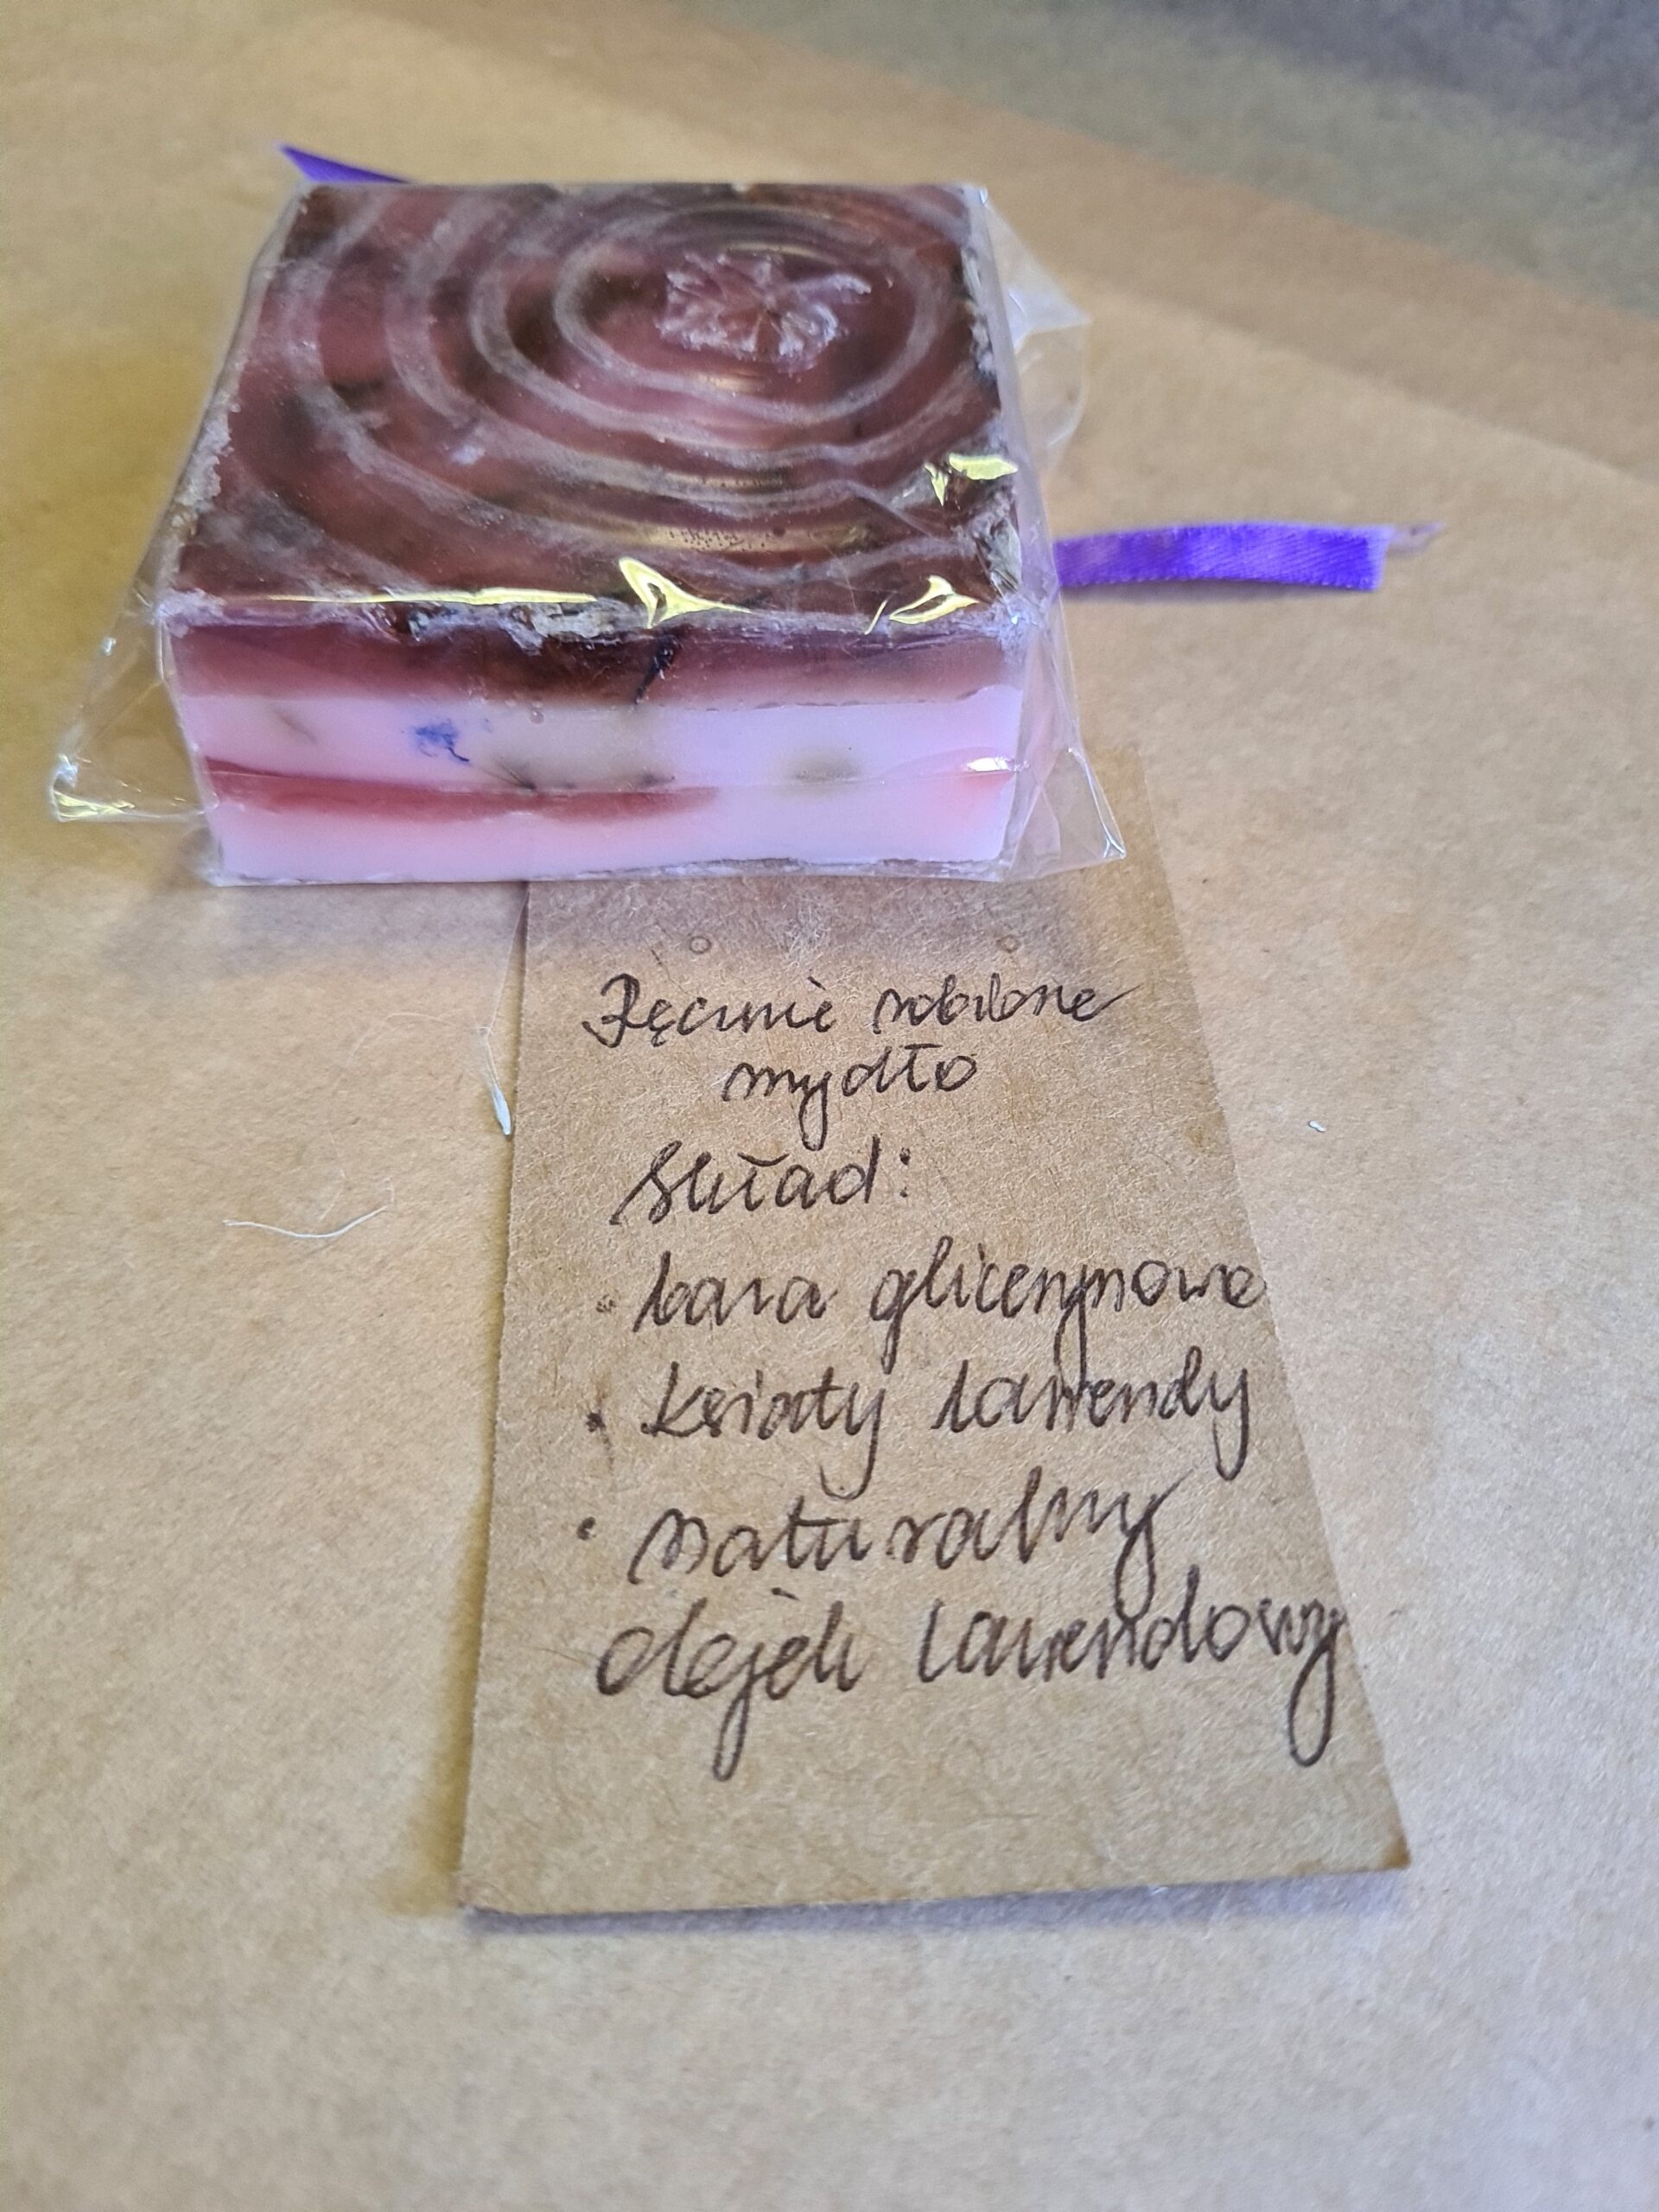 Ręcznie robione
mydło
Skład:
• baza glicerynowa
• kwiaty lawendy
• naturalny
olejek lawendowy